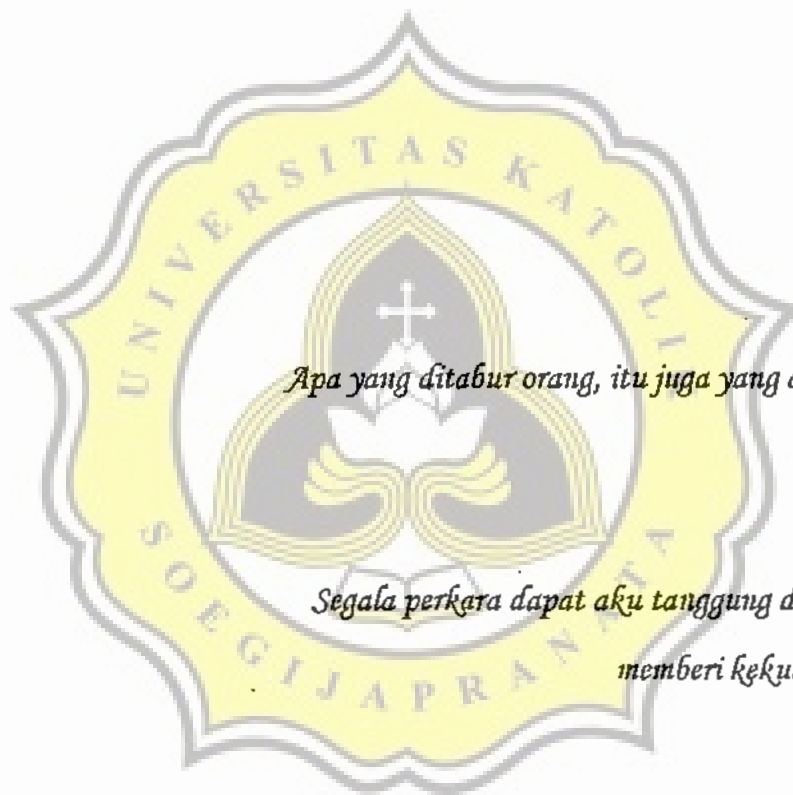 UNIVERSITAS KATOLIK
Apa yang ditabur orang, itu juga yang
Segala perkara dapat aku tanggung
memberi
SOEGIJAPRANATA